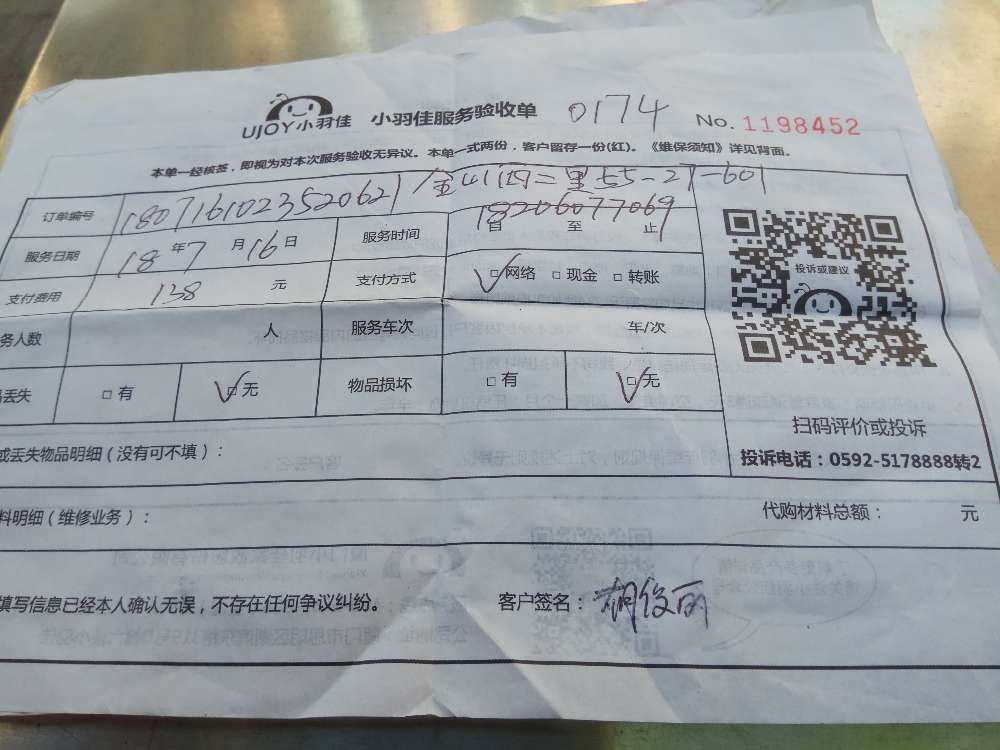 UJOY小羽佳 小羽佳服务验收单 0174 No. 1198452
本单一经核签，即视为对本次服务验收无异议。本单一式两份，客户留存一份(红)。《维保须知》详见背面。
订单编号 180716102352062 1/金山西二里55-27-601
18206077069
服务日期 18 年 7 月 16 日 服务时间 自 至 止
支付费用 138 元 支付方式 □网络 □现金 □转账
务人数 人 服务车次 车/次
丢失 □有 □无 物品损坏 □有 □无
投诉或建议
扫码评价或投诉
投诉电话：0592-5178888转2
或丢失物品明细（没有可不填）：
料明细（维修业务）： 代购材料总额： 元
填写信息已经本人确认无误，不存在任何争议纠纷。 客户签名：胡俊丽